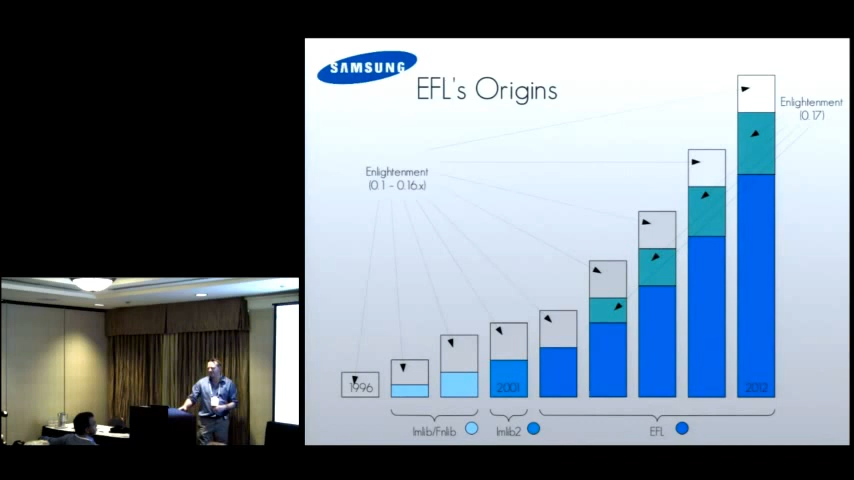 SAMSUNG
EFL's Origins
Enlightenment
(0.17)
Enlightenment
(0.1 - 0.16.x)
1996
2001
2012
Imlib/Fnlib
Imlib2
EFL